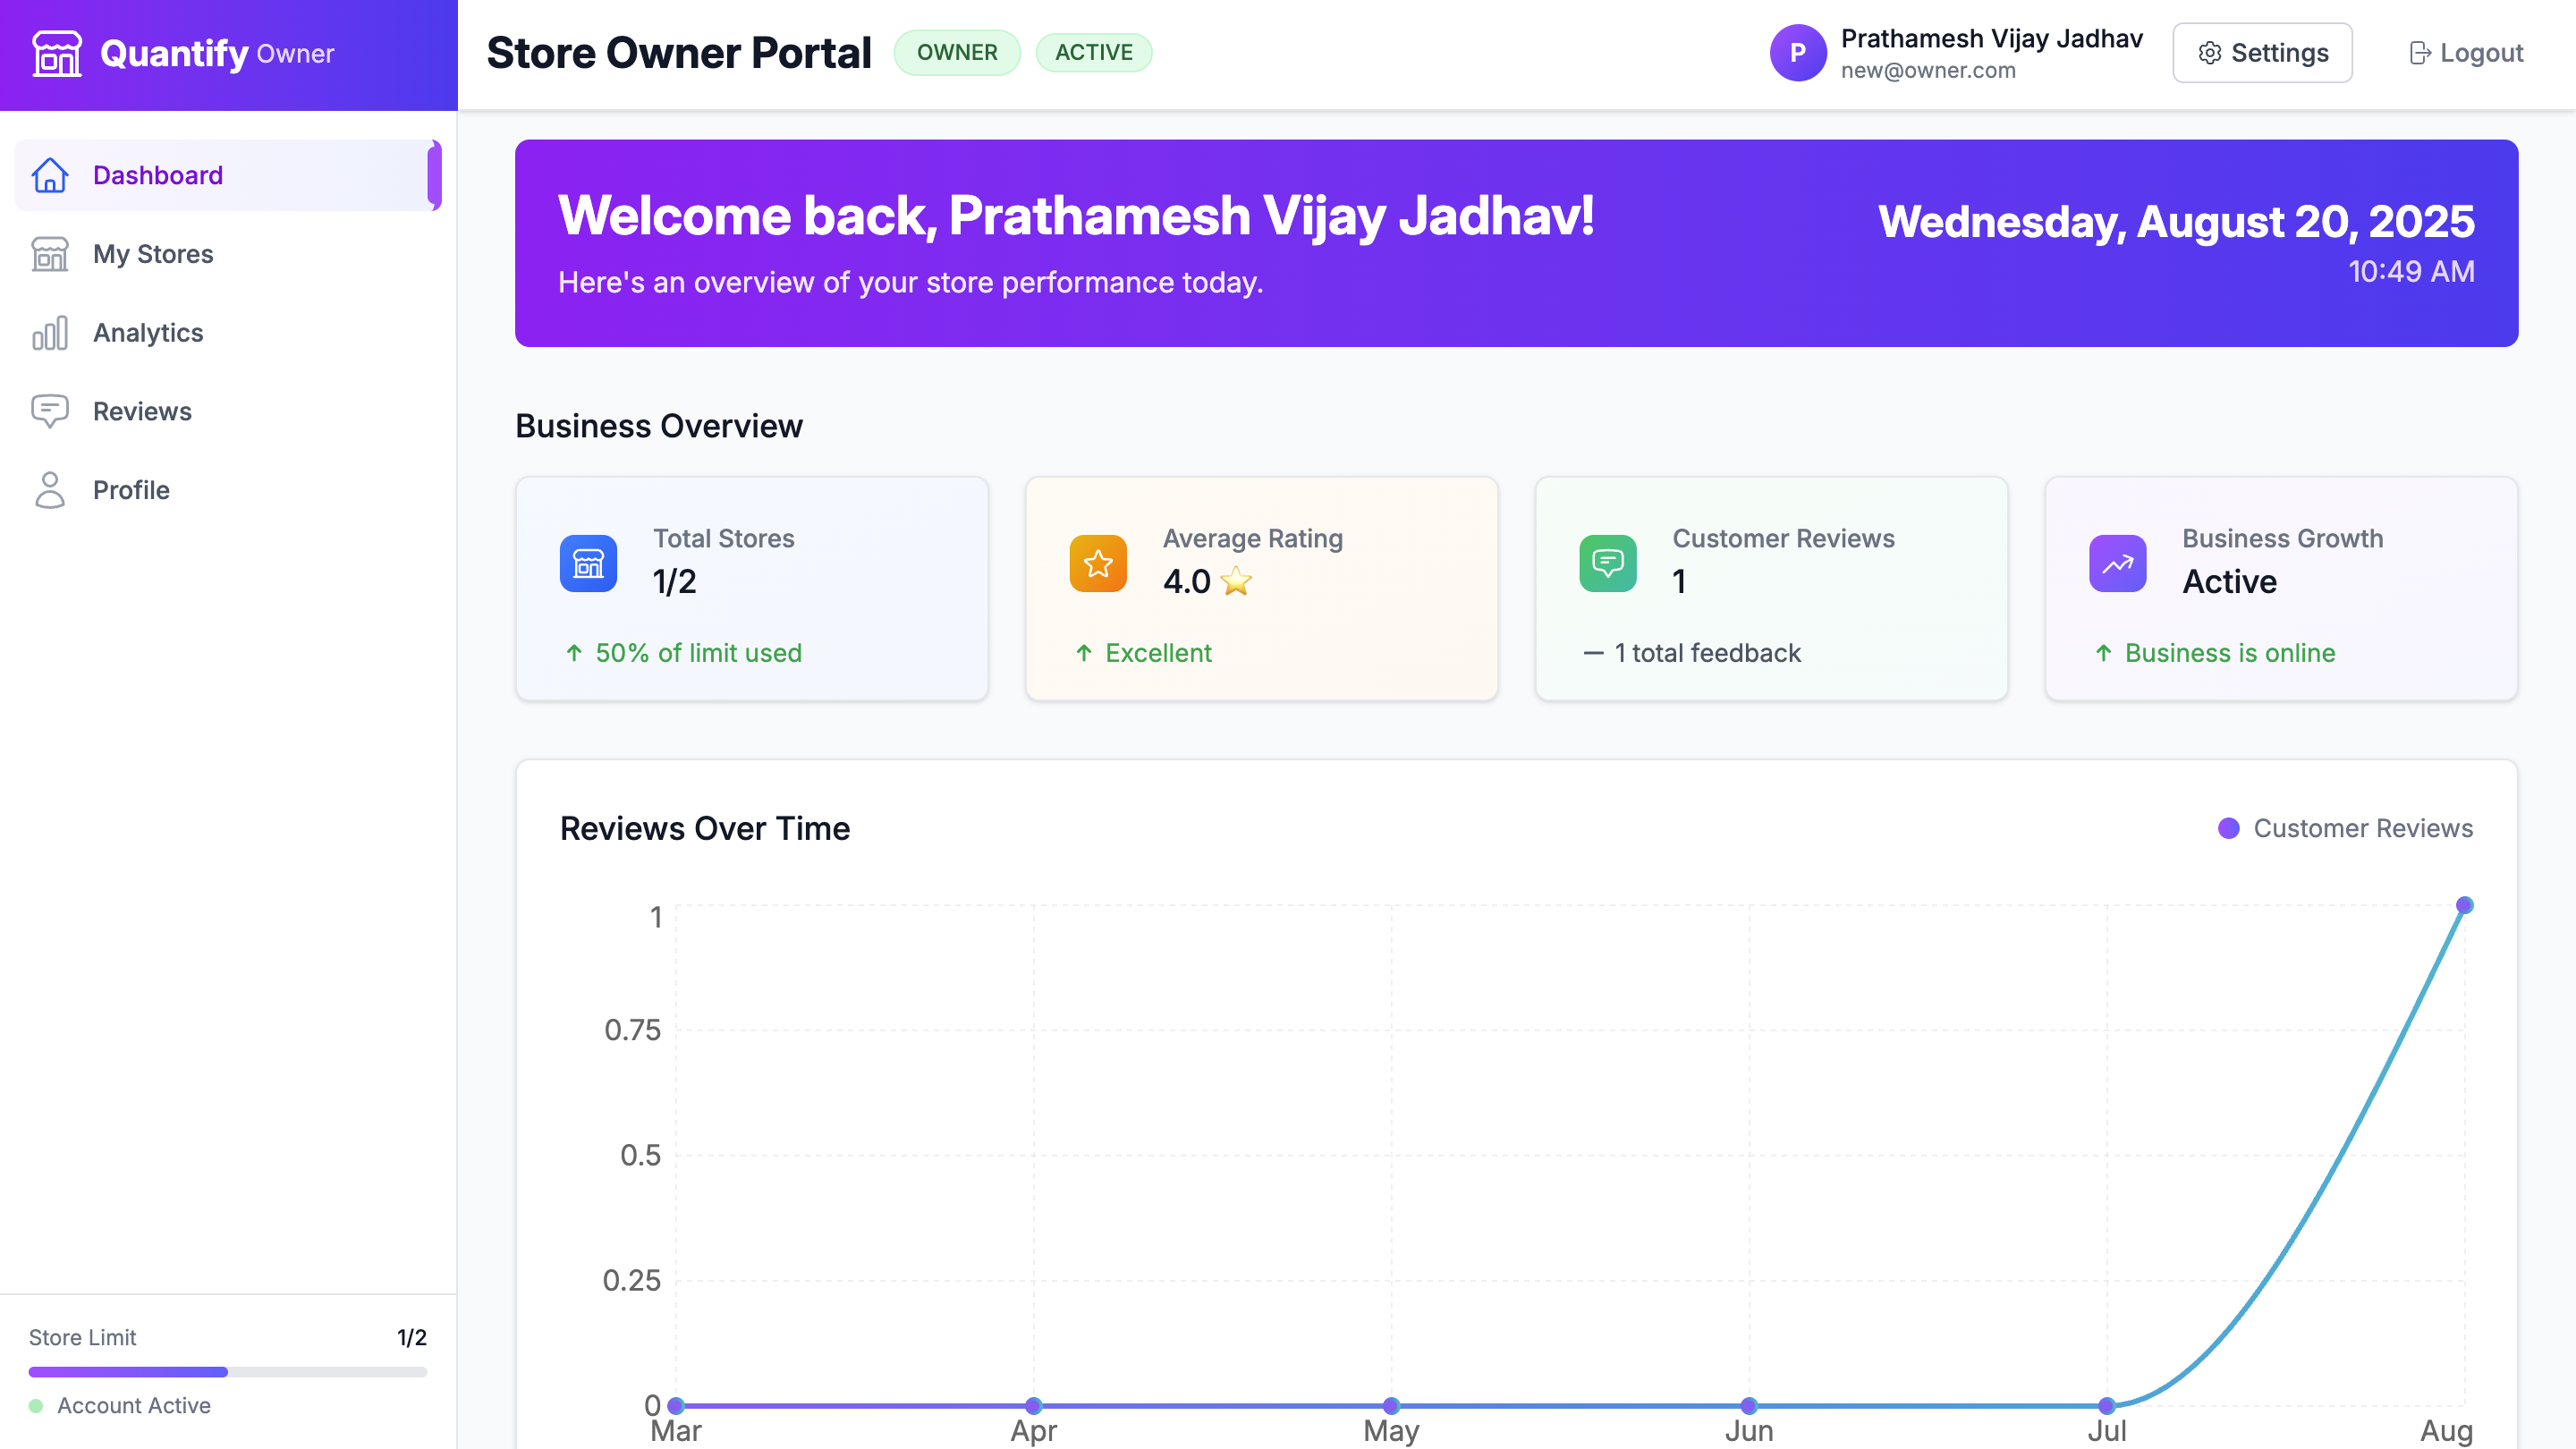 Quantify Owner
Store Owner Portal
OWNER
ACTIVE
P
Prathamesh Vijay Jadhav
new@owner.com
Settings
Logout
Dashboard
My Stores
Analytics
Reviews
Profile
Store Limit
1/2
Account Active
Welcome back, Prathamesh Vijay Jadhav!
Here's an overview of your store performance today.
Wednesday, August 20, 2025
10:49 AM
Business Overview
Total Stores
1/2
↑ 50% of limit used
Average Rating
4.0 ⭐
↑ Excellent
Customer Reviews
1
— 1 total feedback
Business Growth
Active
↑ Business is online
Reviews Over Time
Customer Reviews
1
0.75
0.5
0.25
0
Mar
Apr
May
Jun
Jul
Aug